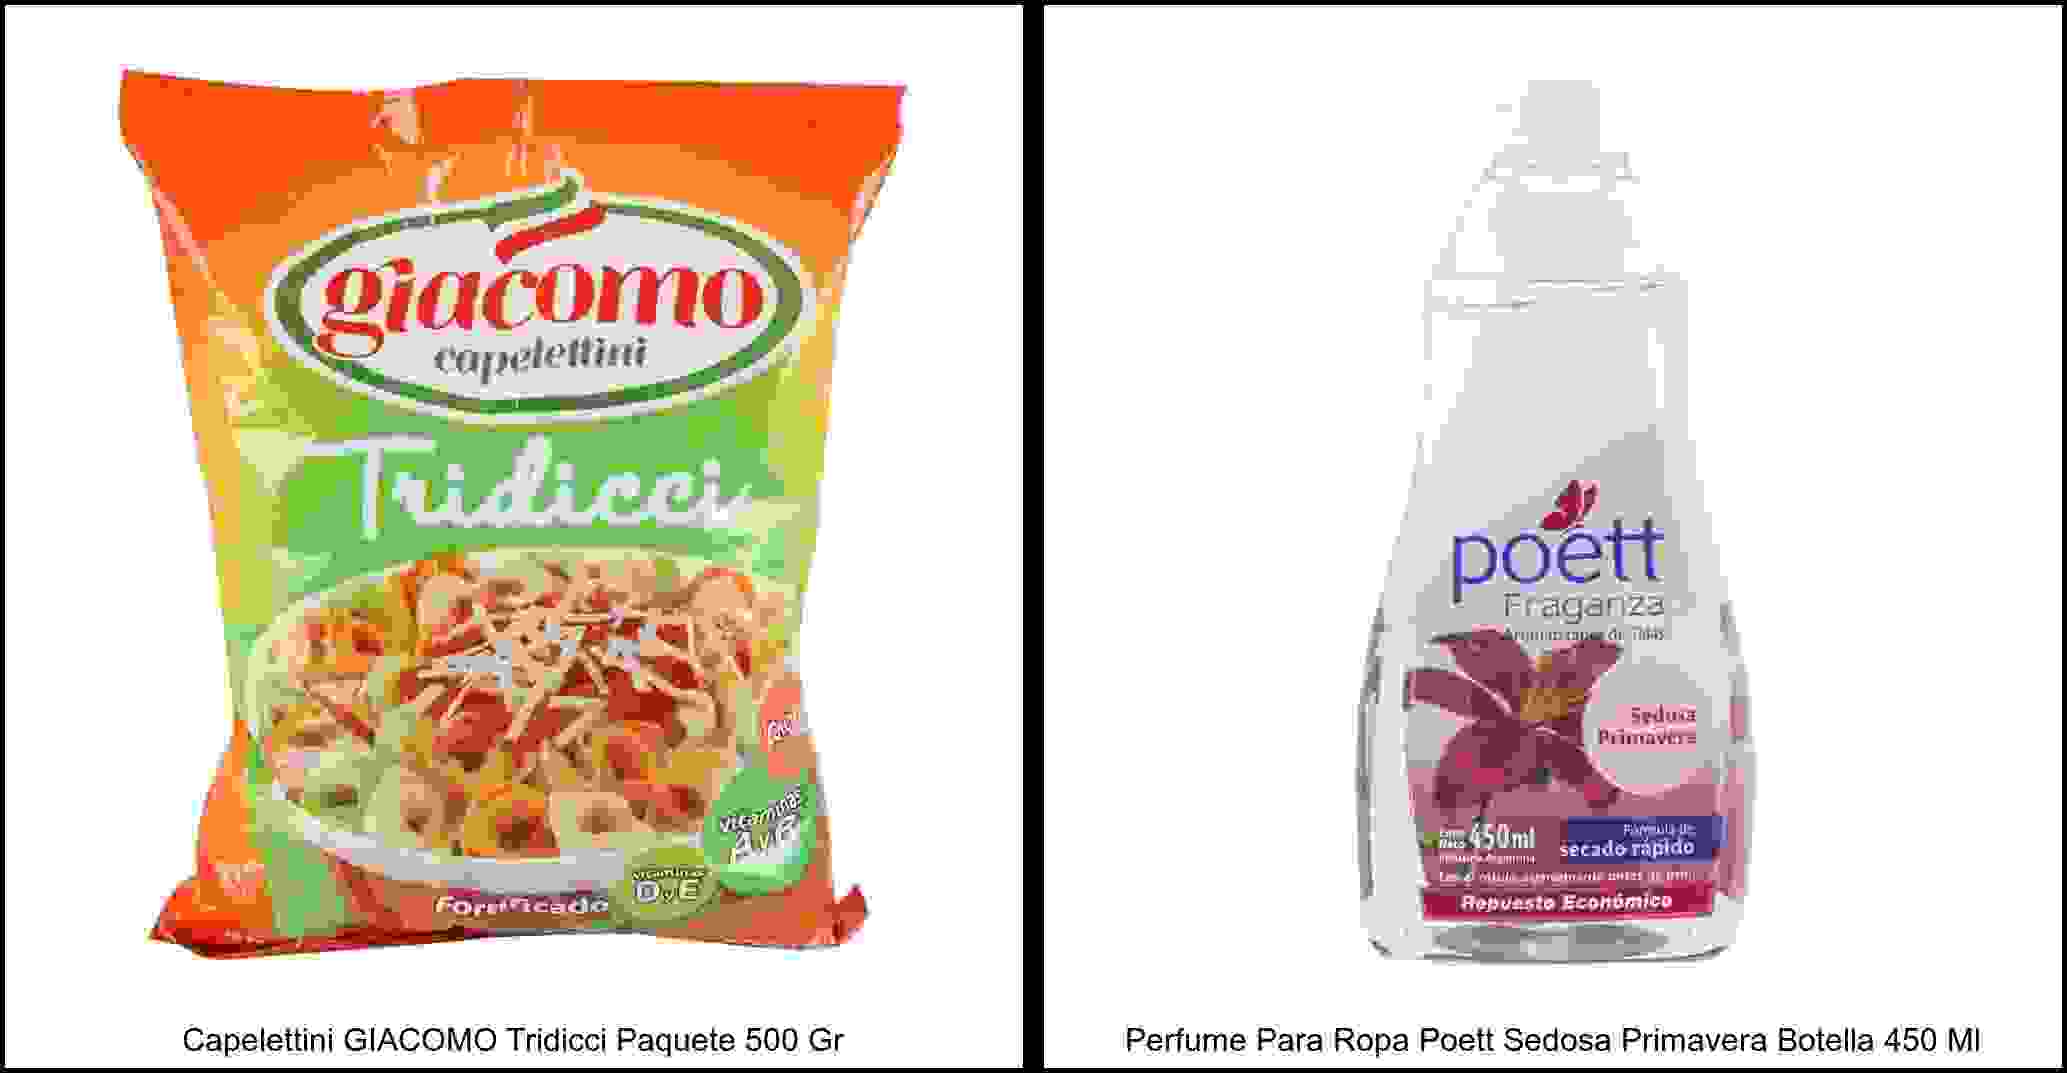 giacomo
capelettini
Tridicci
vitaminas
A y B
vitaminas
D y E
Fortificado
Capelettini GIACOMO Tridicci Paquete 500 Gr
poett
Fraganza
Sedosa
Primavera
450ml
Fórmula de
secado rápido
Repuesto Económico
Perfume Para Ropa Poett Sedosa Primavera Botella 450 Ml